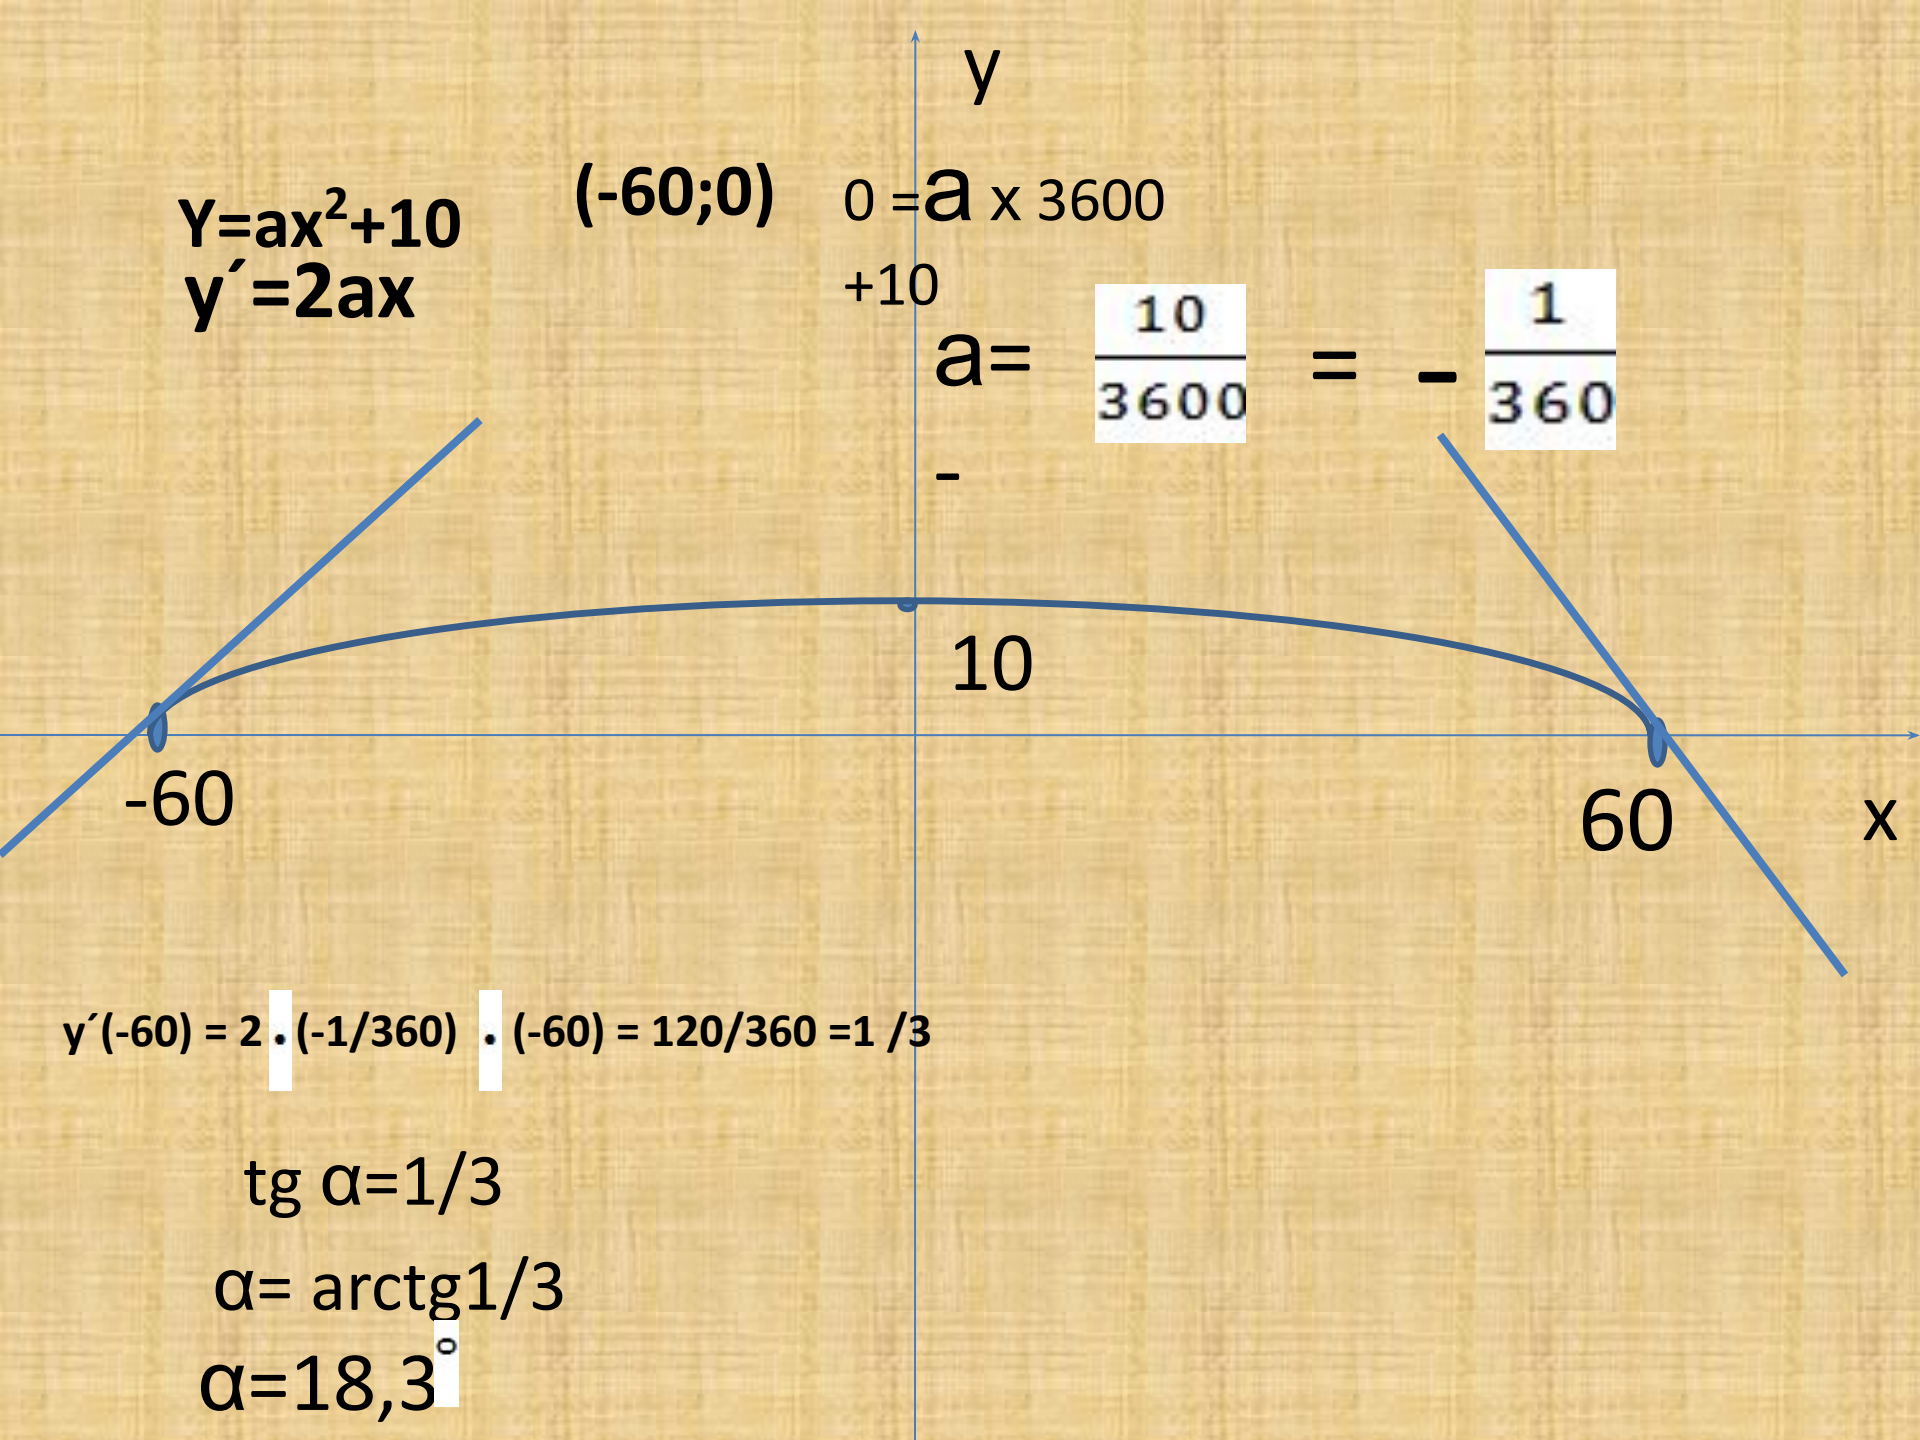 y
Y=ax²+10
y´=2ax
(-60;0)
0 =a x 3600
+10
a= 10/3600 = - 1/360
-
10
-60
60
x
y´(-60) = 2 . (-1/360) . (-60) = 120/360 =1 /3
tg α=1/3
α= arctg1/3
α=18,3°